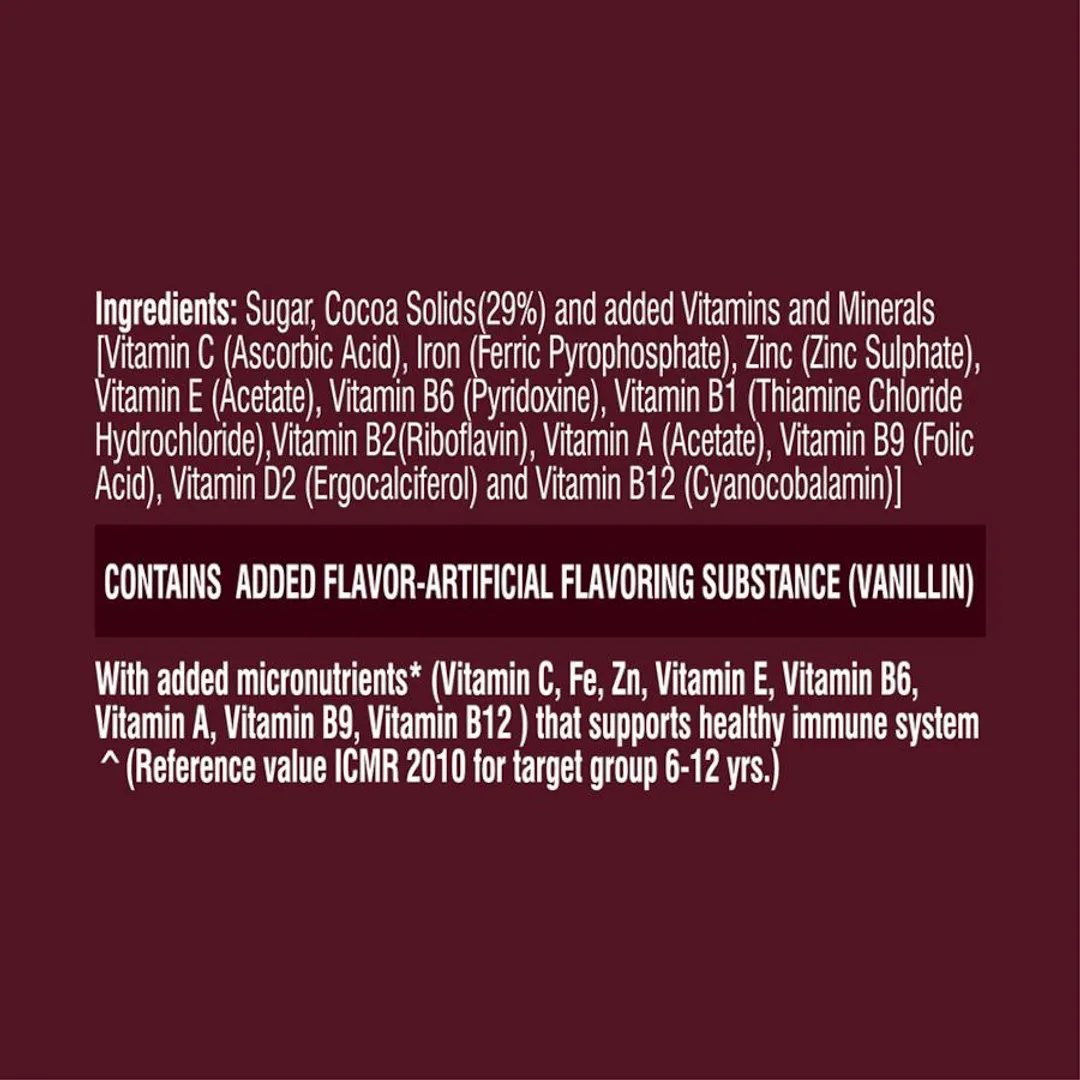 Ingredients: Sugar, Cocoa Solids(29%) and added Vitamins and Minerals
[Vitamin C (Ascorbic Acid), Iron (Ferric Pyrophosphate), Zinc (Zinc Sulphate),
Vitamin E (Acetate), Vitamin B6 (Pyridoxine), Vitamin B1 (Thiamine Chloride
Hydrochloride),Vitamin B2(Riboflavin), Vitamin A (Acetate), Vitamin B9 (Folic
Acid), Vitamin D2 (Ergocalciferol) and Vitamin B12 (Cyanocobalamin)]
CONTAINS ADDED FLAVOR-ARTIFICIAL FLAVORING SUBSTANCE (VANILLIN)
With added micronutrients* (Vitamin C, Fe, Zn, Vitamin E, Vitamin B6,
Vitamin A, Vitamin B9, Vitamin B12 ) that supports healthy immune system
^ (Reference value ICMR 2010 for target group 6-12 yrs.)